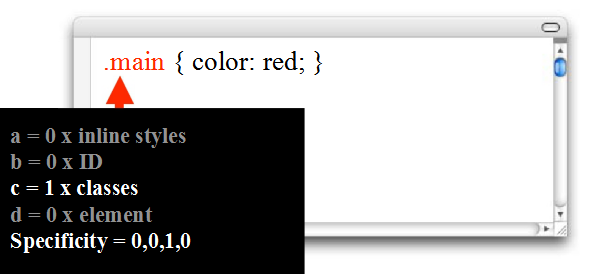 .main { color: red; }
a = 0 x inline styles
b = 0 x ID
c = 1 x classes
d = 0 x element
Specificity = 0,0,1,0